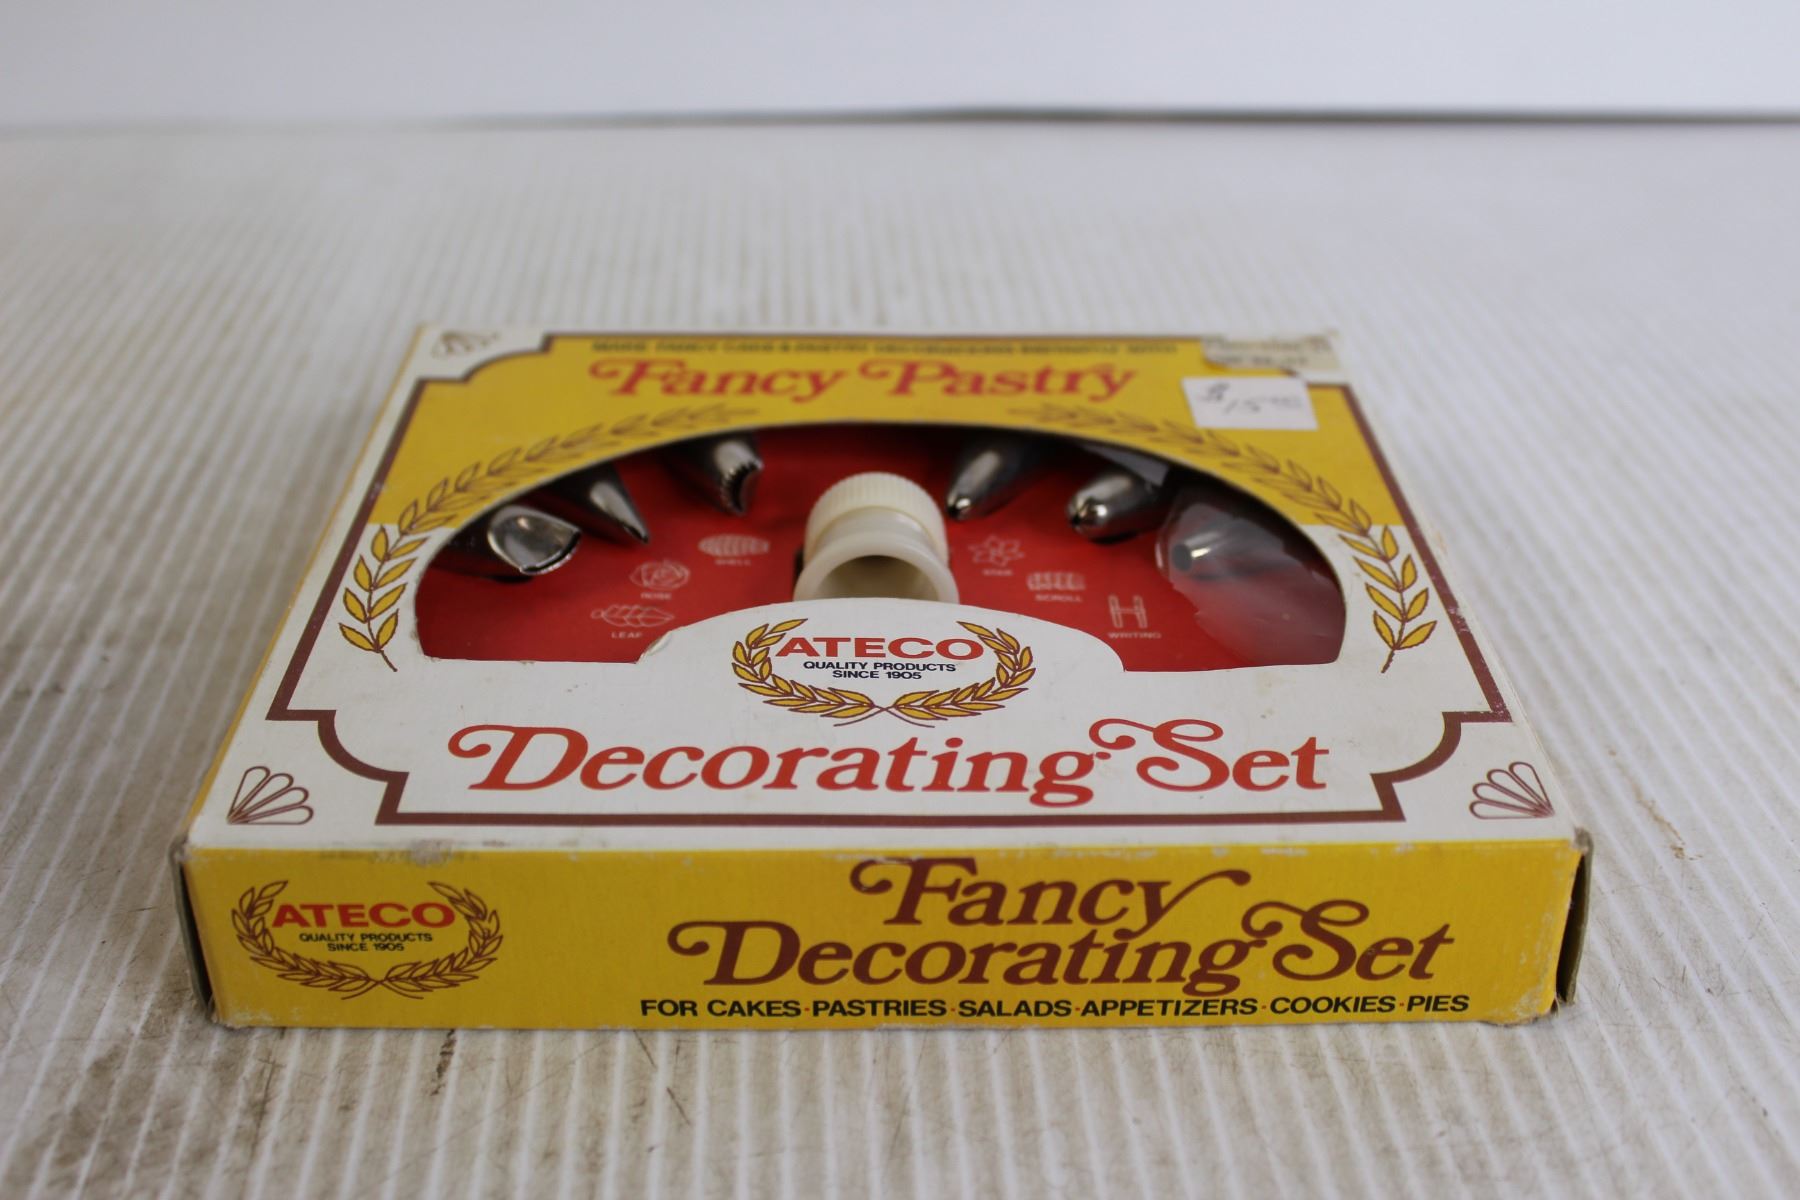 Fancy Pastry
$15
SHELL
ROSE
LEAF
STAR
SCROLL
WRITING
ATECO
QUALITY PRODUCTS
SINCE 1905
Decorating Set
ATECO
QUALITY PRODUCTS
SINCE 1905
Fancy
Decorating Set
FOR CAKES·PASTRIES·SALADS·APPETIZERS·COOKIES·PIES